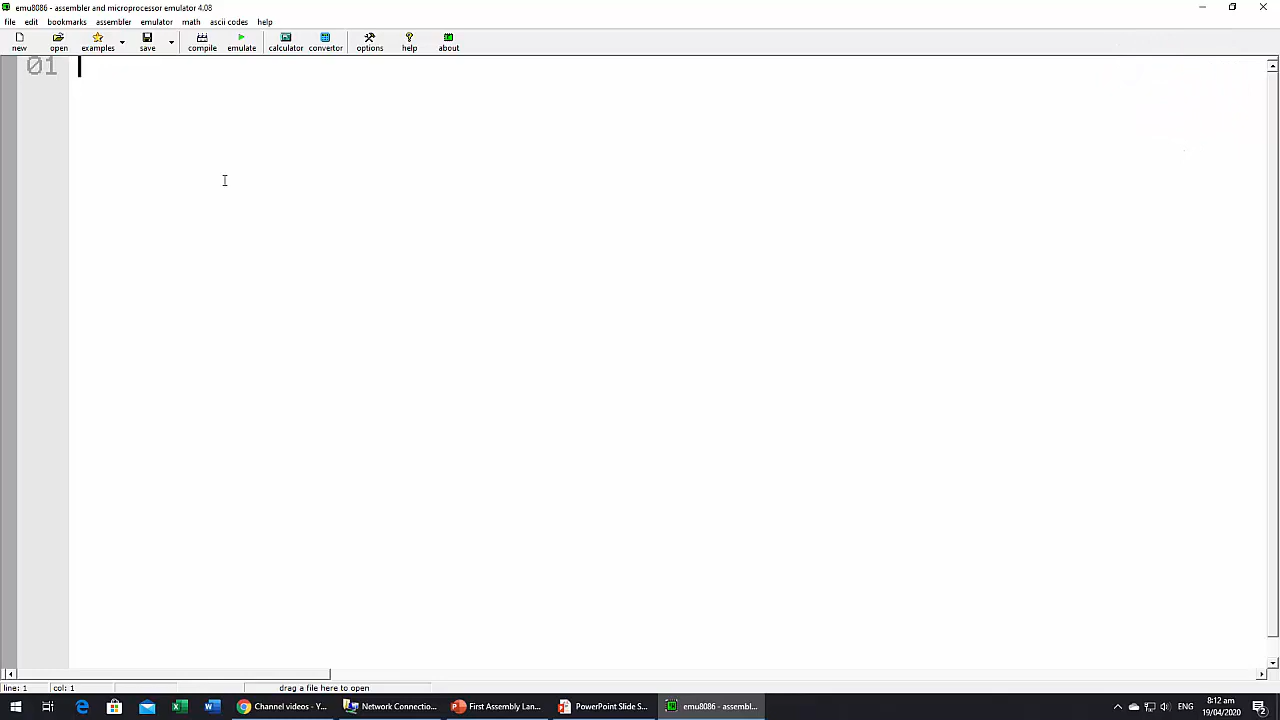 emu8086 - assembler and microprocessor emulator 4.08
file edit bookmarks assembler emulator math ascii codes help
new open examples save compile emulate calculator convertor options help about
01
line: 1 col: 1 drag a file here to open
Channel videos - Y... Network Connectio... First Assembly Lan... PowerPoint Slide S... emu8086 - assembl... ENG 8:12 pm
19/04/2020 2